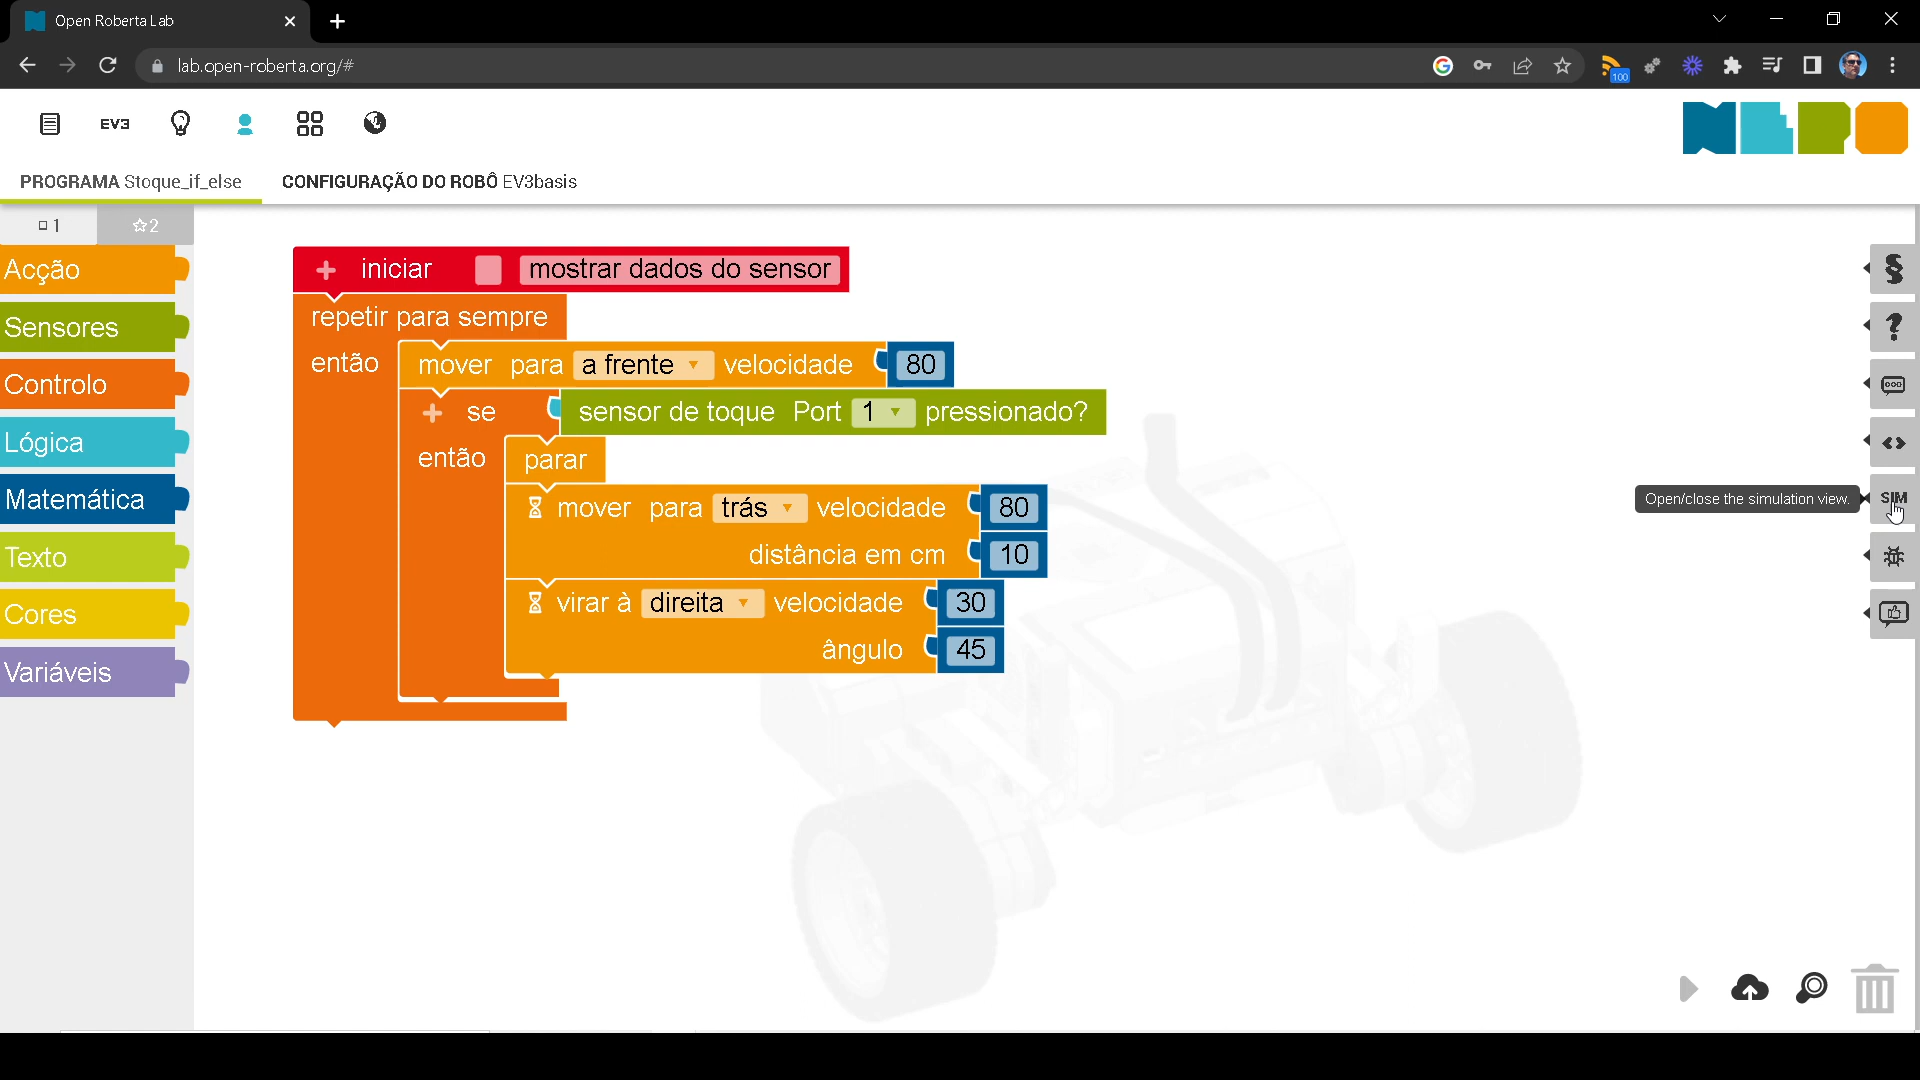 Open Roberta Lab
lab.open-roberta.org/#
100
EV3
PROGRAMA Stoque_if_else
CONFIGURAÇÃO DO ROBÔ EV3basis
1
2
Acção
Sensores
Controlo
Lógica
Matemática
Texto
Cores
Variáveis
+ iniciar mostrar dados do sensor
repetir para sempre
então mover para a frente velocidade 80
+ se sensor de toque Port 1 pressionado?
então parar
mover para trás velocidade 80
distância em cm 10
virar à direita velocidade 30
ângulo 45
Open/close the simulation view.
SIM